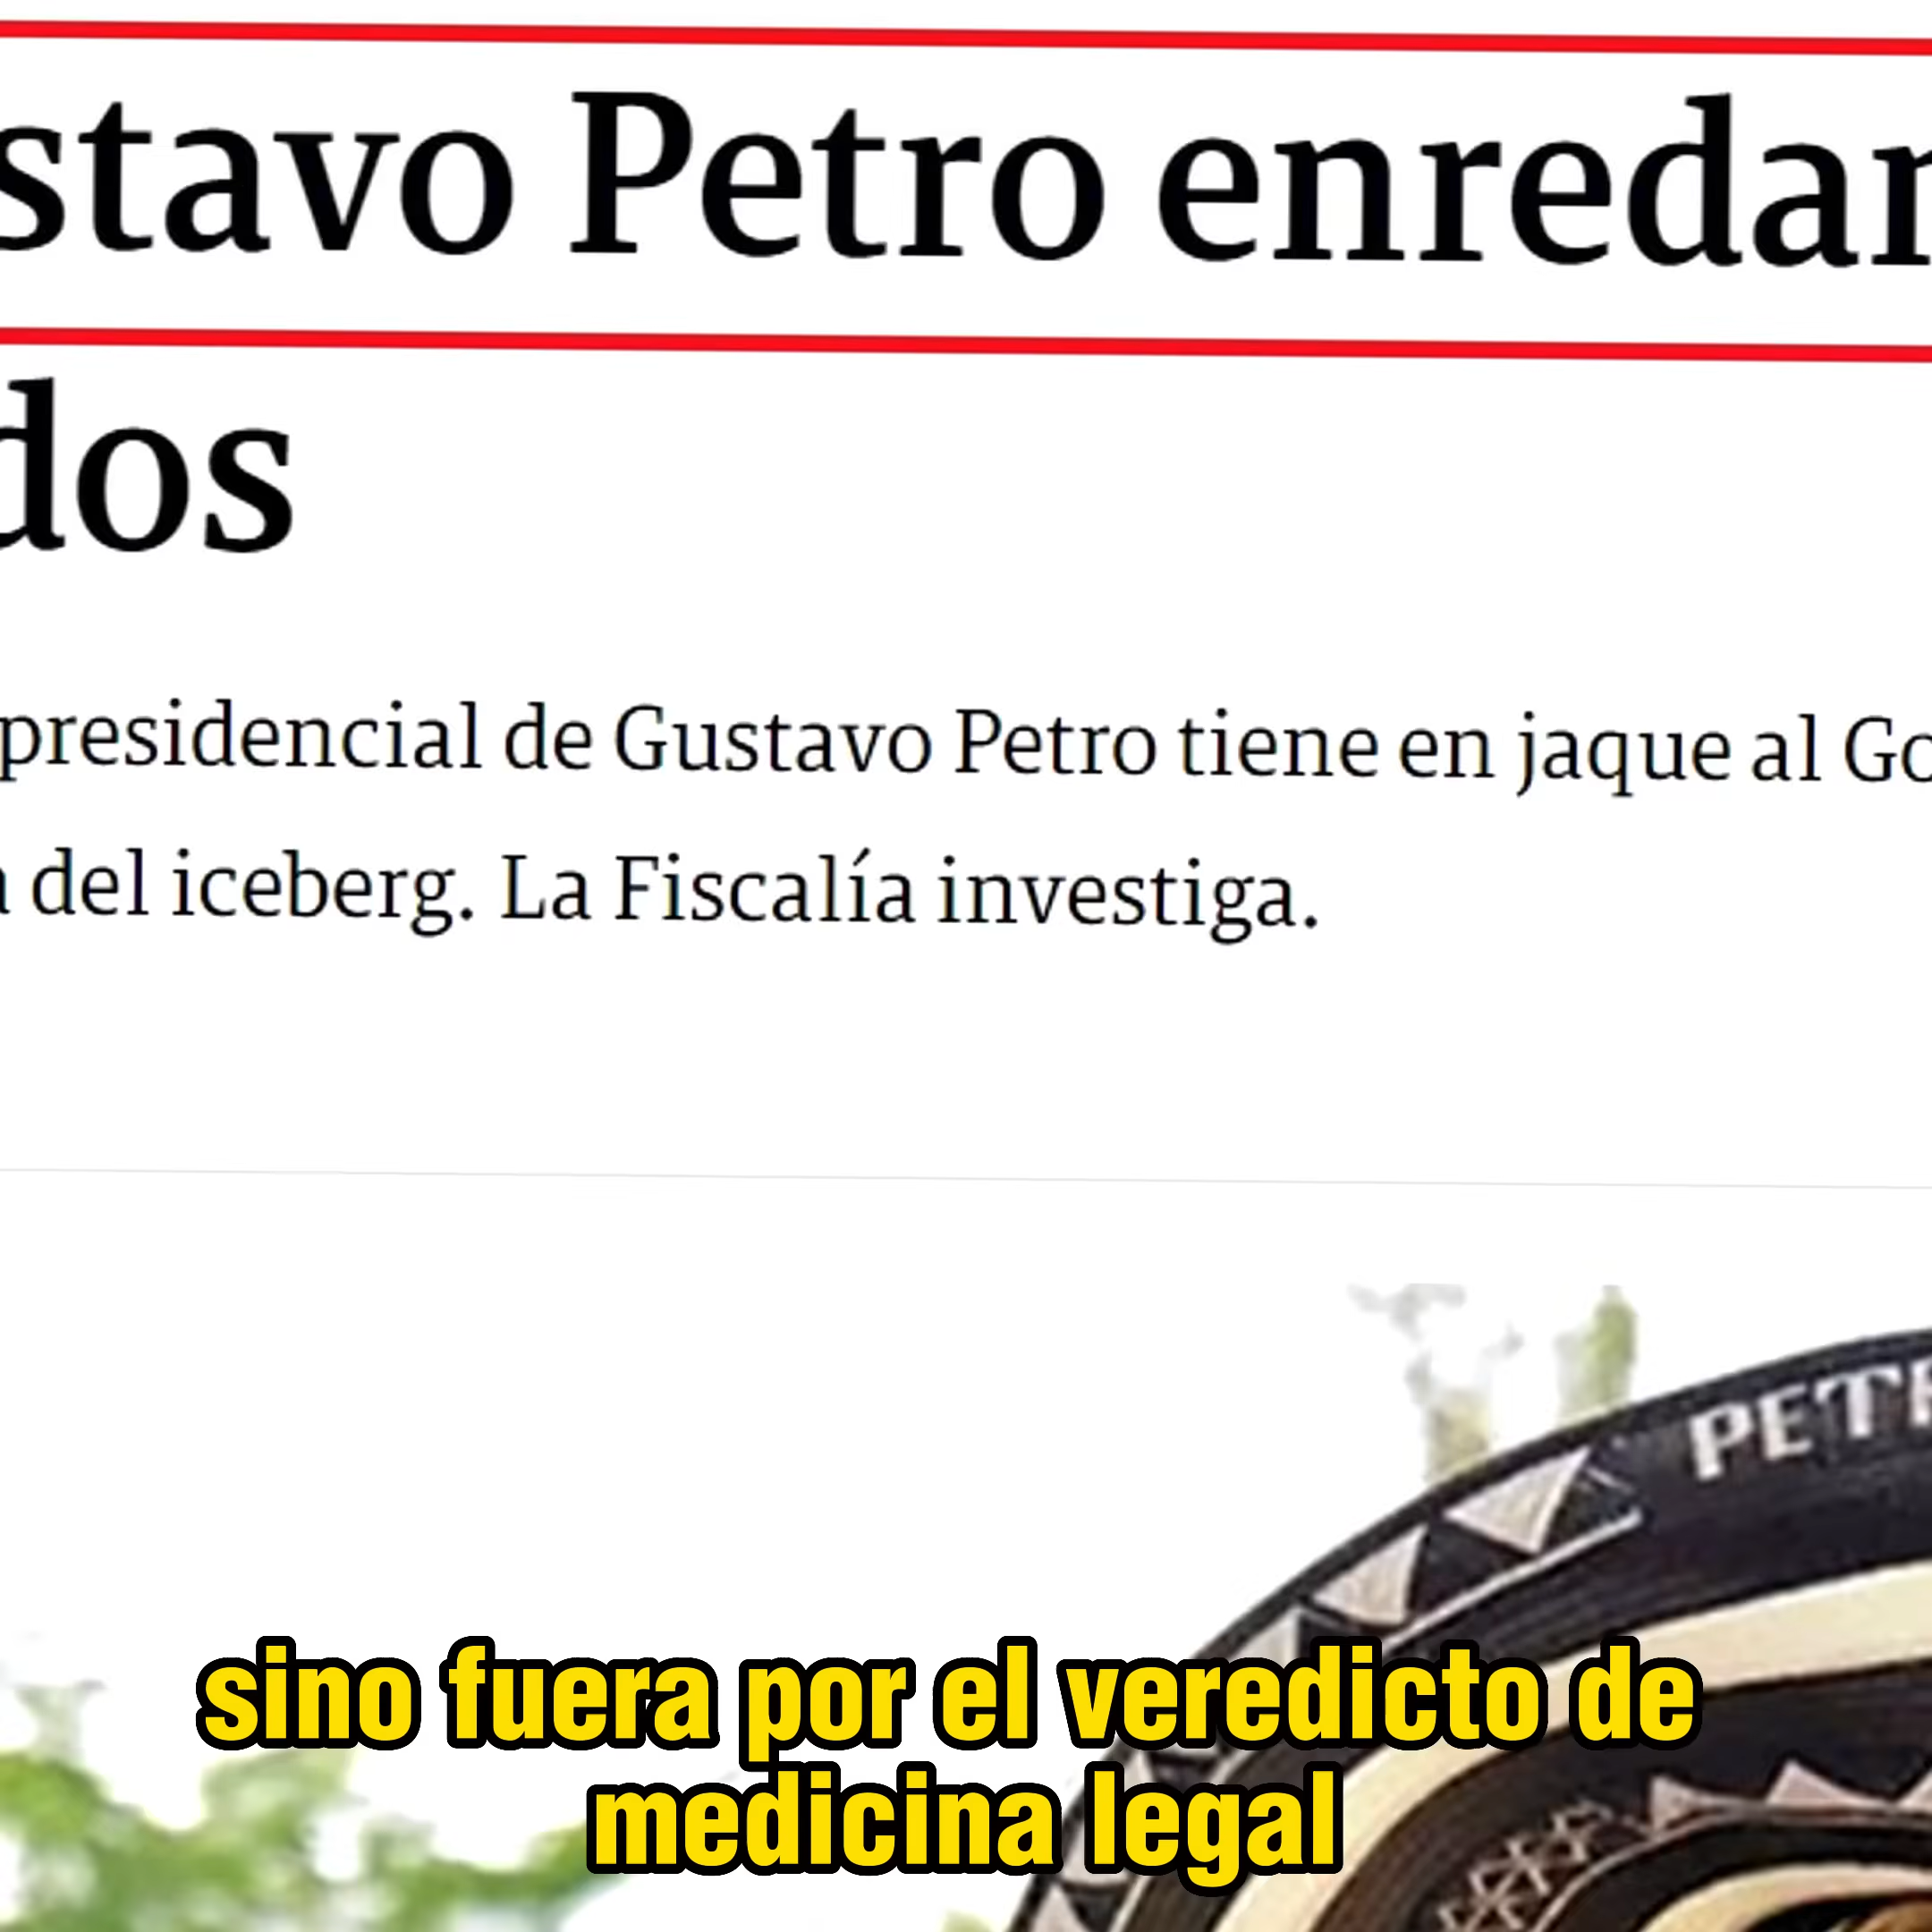 stavo Petro enredar
dos
presidencial de Gustavo Petro tiene en jaque al Go
del iceberg. La Fiscalía investiga.
PETR
sino fuera por el veredicto de
medicina legal